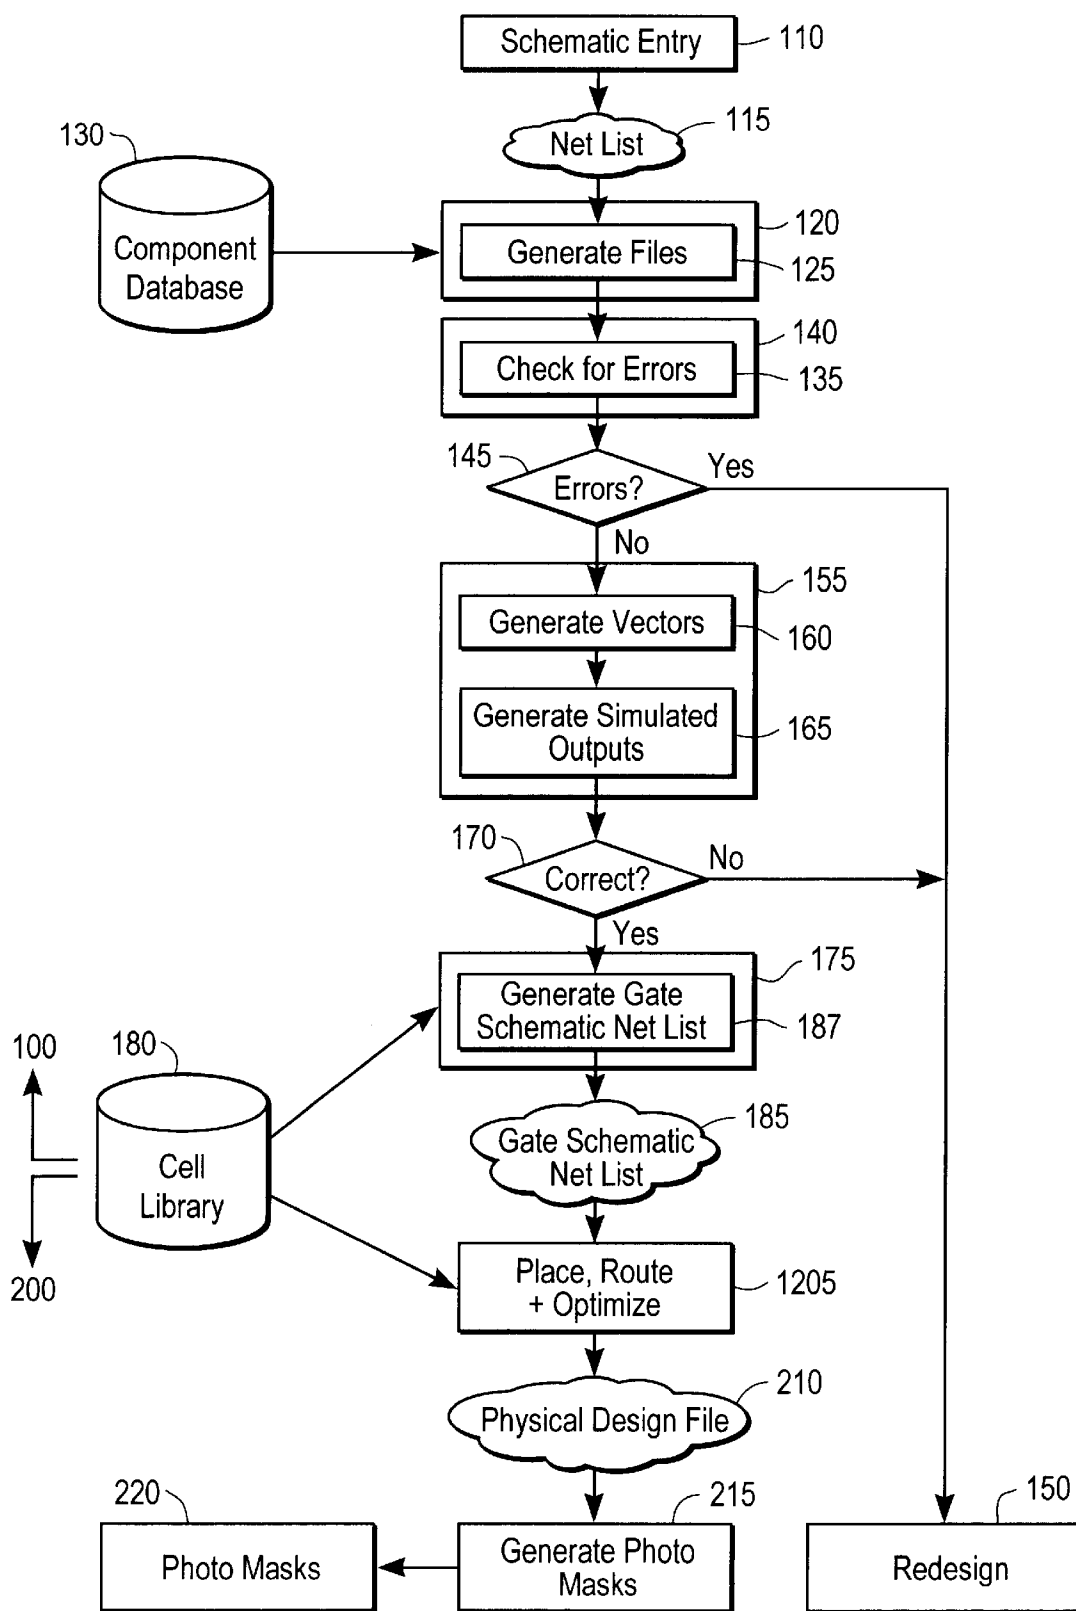 Schematic Entry
110
Net List
115
130
Component
Database
120
Generate Files
125
140
Check for Errors
135
145
Errors?
Yes
No
155
Generate Vectors
160
Generate Simulated
Outputs
165
170
Correct?
No
Yes
175
Generate Gate
Schematic Net List
187
100
180
Cell
Library
200
185
Gate Schematic
Net List
Place, Route
+ Optimize
1205
210
Physical Design File
220
Photo Masks
215
Generate Photo
Masks
150
Redesign